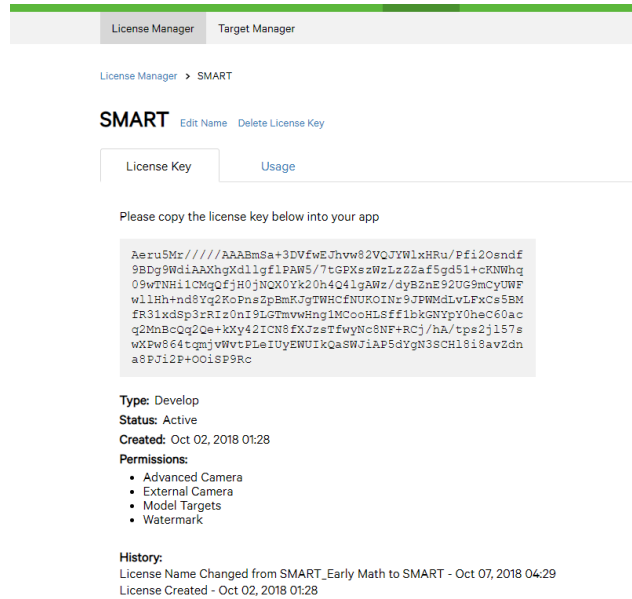 License Manager Target Manager
License Manager > SMART
SMART Edit Name Delete License Key
License Key Usage
Please copy the license key below into your app
Aeru5Mr/////AAABmSa+3DVfwEJhvw82VQJYWlxHRu/Pfi2Osndf
9BDg9WdiAAXhgXdllgflPAW5/7tGPXszWzLzZZaf5gd51+cKNWhq
09wTNHi1CMqQfjH0jNQX0Yk20h4Q4lgAWz/dyBZnE92UG9mCyUWF
wllHh+nd8Yq2KoPnsZpBmKJgTWHCfNUKOINr9JPWMdLvLFxCs5BM
fR31xdSp3rRIz0nI9LGTmvwHng1MCooHLSff1bkGNYpY0heC60ac
q2MnBcQq2Qe+kXy42ICN8fXJzsTfwyNc8NF+RCj/hA/tps2jl57s
wXPw864tqmjvWvtPLeIUyEWUIkQaSWJiAP5dYgN3SCHl8i8avZdn
a8PJi2P+OOiSP9Rc
Type: Develop
Status: Active
Created: Oct 02, 2018 01:28
Permissions:
• Advanced Camera
• External Camera
• Model Targets
• Watermark
History:
License Name Changed from SMART_Early Math to SMART - Oct 07, 2018 04:29
License Created - Oct 02, 2018 01:28